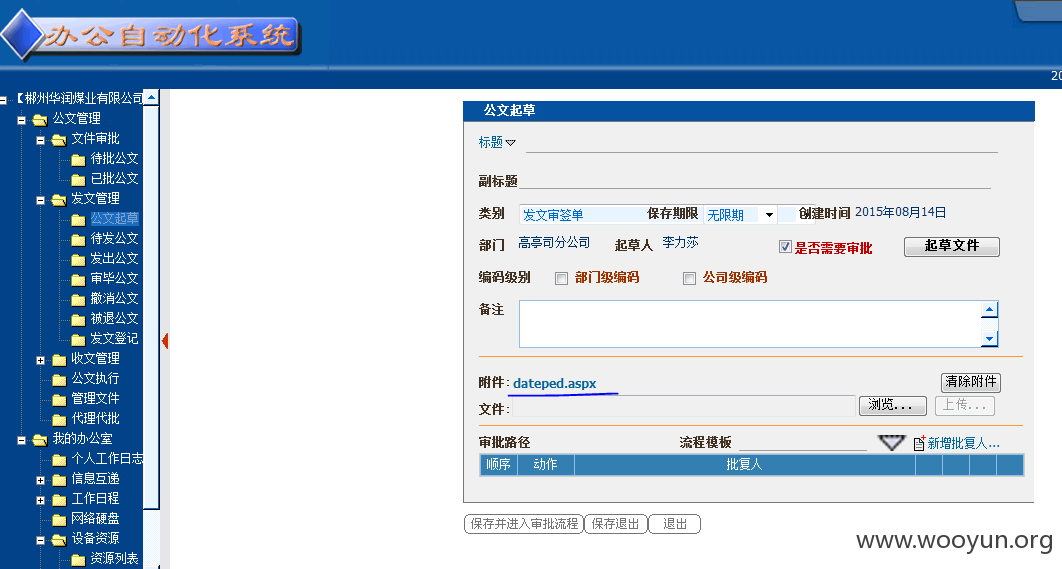 办公自动化系统
20
【郴州华润煤业有限公司
公文管理
文件审批
待批公文
已批公文
发文管理
公文起草
待发公文
发出公文
审毕公文
撤消公文
被退公文
发文登记
收文管理
公文执行
管理文件
代理代批
我的办公室
个人工作日志
信息互递
工作日程
网络硬盘
设备资源
资源列表
公文起草
标题
副标题
类别 发文审签单 保存期限 无限期 创建时间 2015年08月14日
部门 高亭司分公司 起草人 李力莎 是否需要审批 起草文件
编码级别 部门级编码 公司级编码
备注
附件: dateped.aspx 清除附件
文件: 浏览... 上传...
审批路径 流程模板 新增批复人...
顺序 动作 批复人
保存并进入审批流程 保存退出 退出
www.wooyun.org